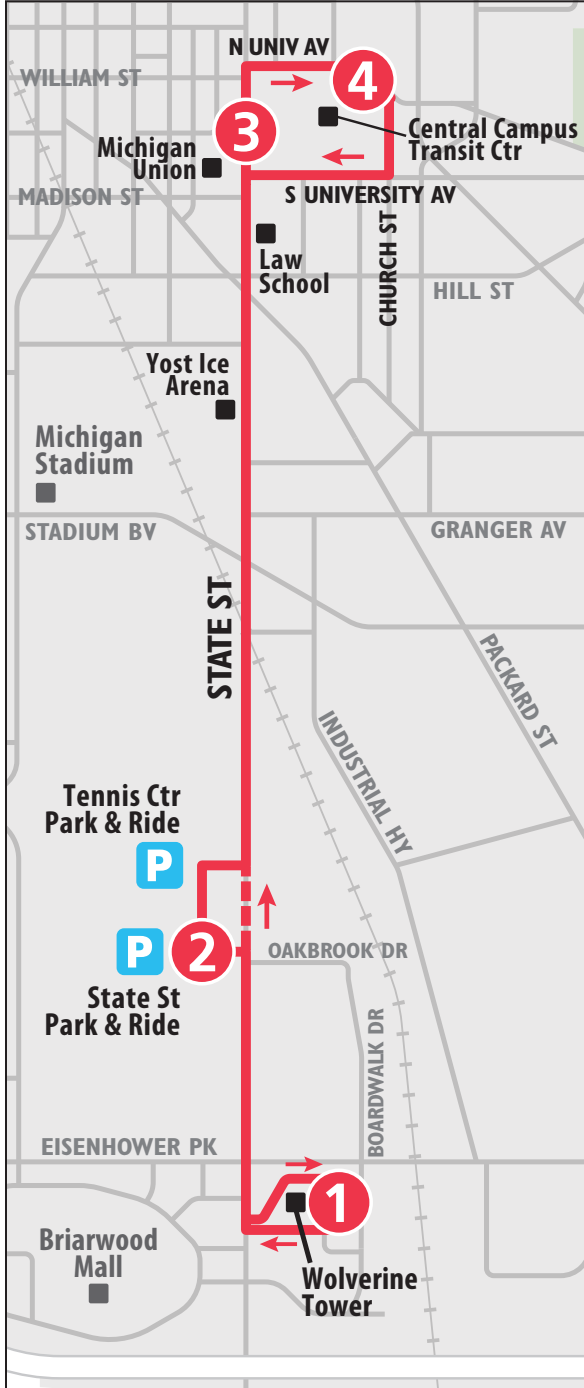 N UNIV AV
WILLIAM ST
4
3
Central Campus
Transit Ctr
Michigan
Union
MADISON ST
S UNIVERSITY AV
CHURCH ST
Law
School
HILL ST
Yost Ice
Arena
Michigan
Stadium
STADIUM BV
GRANGER AV
STATE ST
PACKARD ST
INDUSTRIAL HY
Tennis Ctr
Park & Ride
P
P
2
OAKBROOK DR
State St
Park & Ride
BOARDWALK DR
EISENHOWER PK
1
Briarwood
Mall
Wolverine
Tower